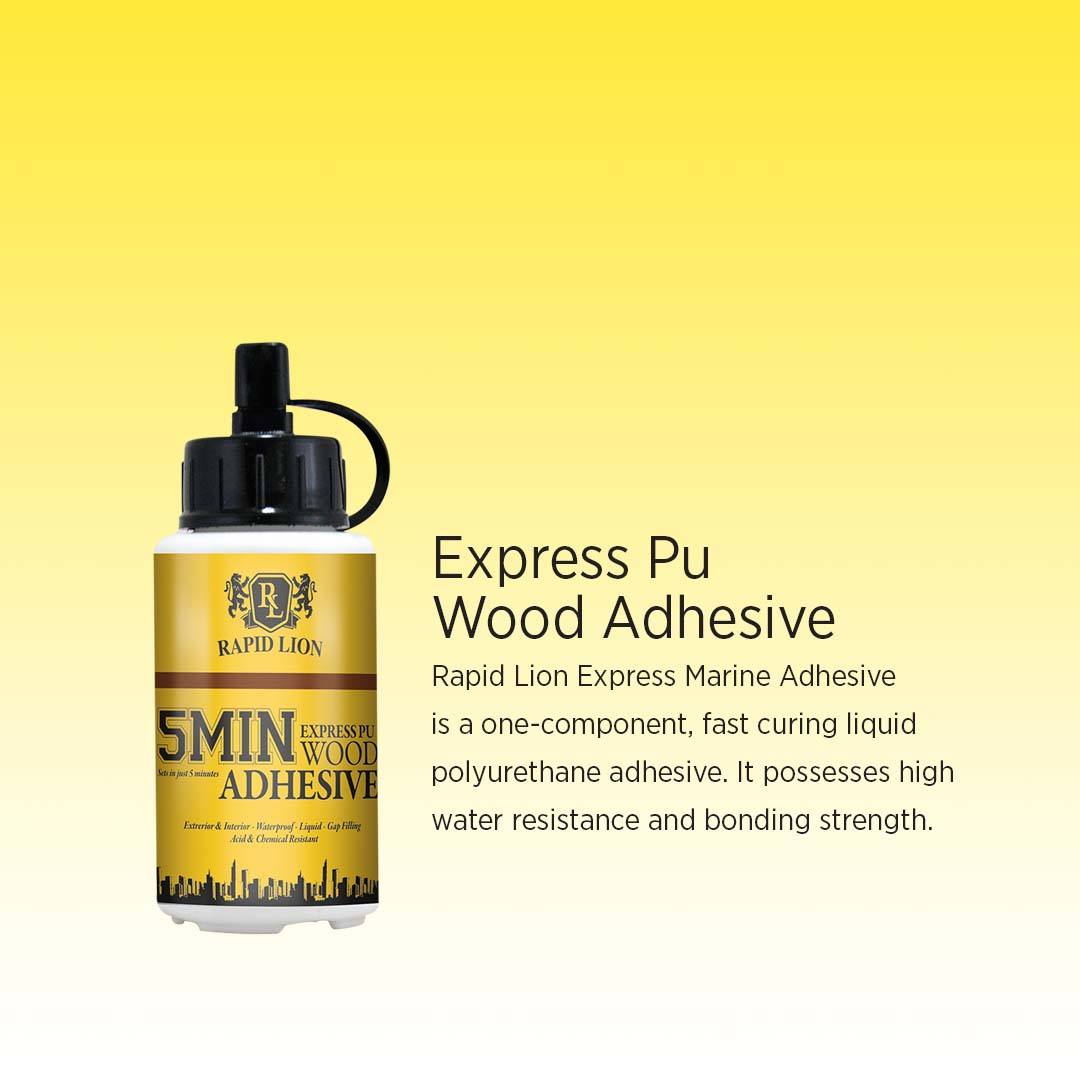 RL
RAPID LION
5MIN EXPRESS PU
WOOD
Sets in just 5 minutes
ADHESIVE
Extrerior & Interior - Waterproof - Liquid - Gap Filling
Acid & Chemical Resistant
Express Pu
Wood Adhesive
Rapid Lion Express Marine Adhesive
is a one-component, fast curing liquid
polyurethane adhesive. It possesses high
water resistance and bonding strength.